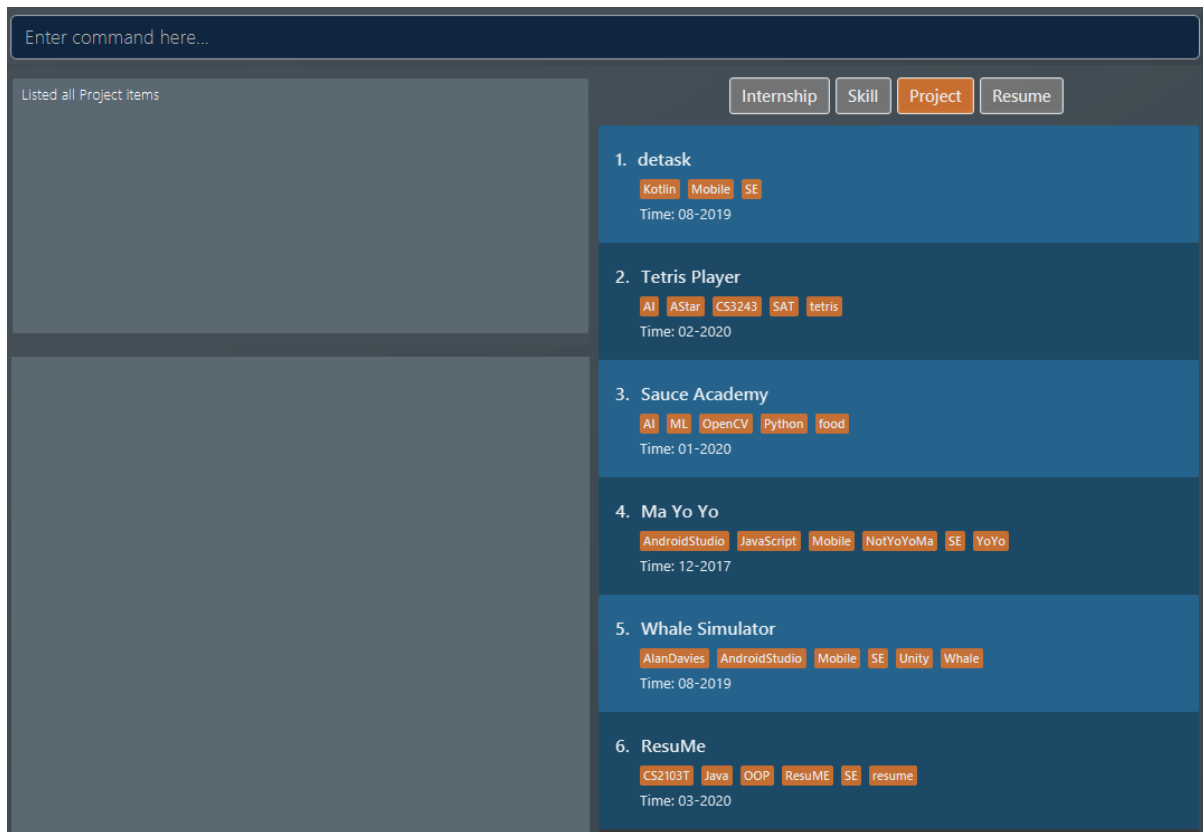 Enter command here...
Listed all Project items
Internship Skill Project Resume
1. detask
Kotlin Mobile SE
Time: 08-2019
2. Tetris Player
AI AStar CS3243 SAT tetris
Time: 02-2020
3. Sauce Academy
AI ML OpenCV Python food
Time: 01-2020
4. Ma Yo Yo
AndroidStudio JavaScript Mobile NotYoYoMa SE YoYo
Time: 12-2017
5. Whale Simulator
AlanDavies AndroidStudio Mobile SE Unity Whale
Time: 08-2019
6. ResuMe
CS2103T Java OOP ResuME SE resume
Time: 03-2020